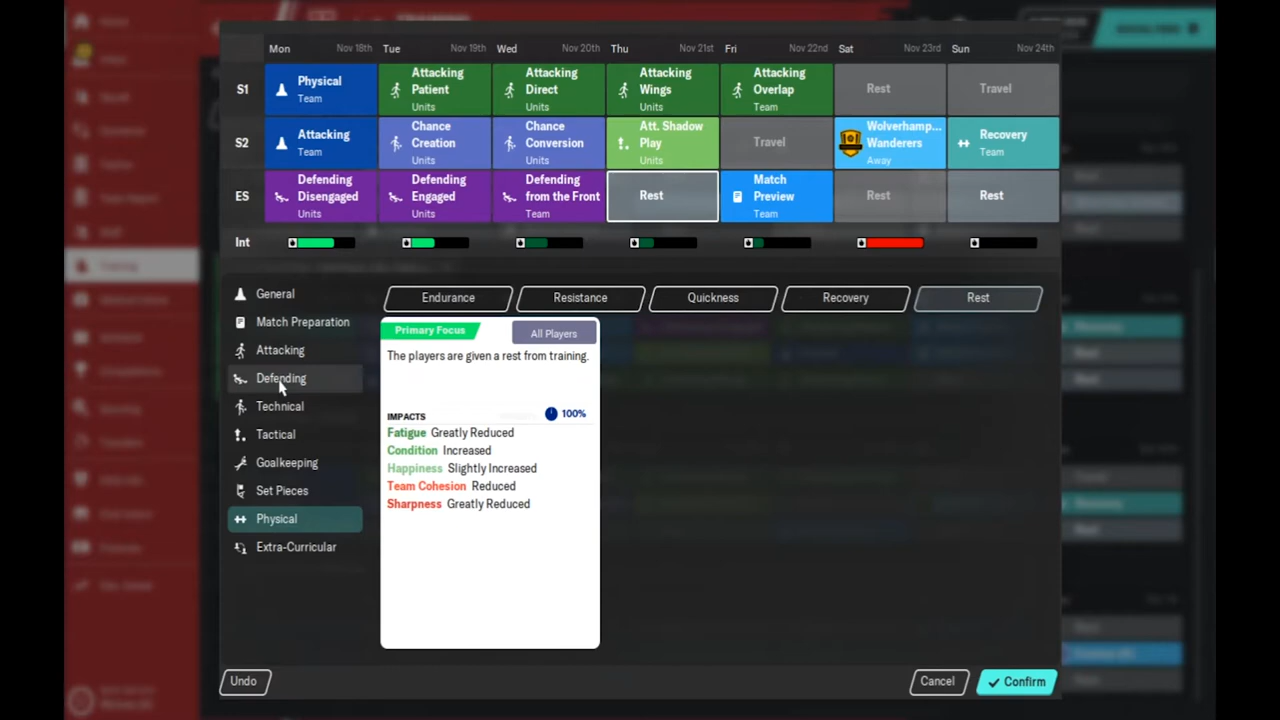 Mon Nov 18th Tue Nov 19th Wed Nov 20th Thu Nov 21st Fri Nov 22nd Sat Nov 23rd Sun Nov 24th
S1
Physical
Team
Attacking
Patient
Units
Attacking
Direct
Units
Attacking
Wings
Units
Attacking
Overlap
Team
Rest
Travel
S2
Attacking
Team
Chance
Creation
Units
Chance
Conversion
Units
Att. Shadow
Play
Units
Travel
Wolverhamp...
Wanderers
Away
Recovery
Team
ES
Defending
Disengaged
Units
Defending
Engaged
Units
Defending
from the Front
Team
Rest
Match
Preview
Team
Rest
Rest
Int
General
Match Preparation
Attacking
Defending
Technical
Tactical
Goalkeeping
Set Pieces
Physical
Extra-Curricular
Endurance Resistance Quickness Recovery Rest
Primary Focus All Players
The players are given a rest from training.
IMPACTS 100%
Fatigue Greatly Reduced
Condition Increased
Happiness Slightly Increased
Team Cohesion Reduced
Sharpness Greatly Reduced
Undo Cancel Confirm